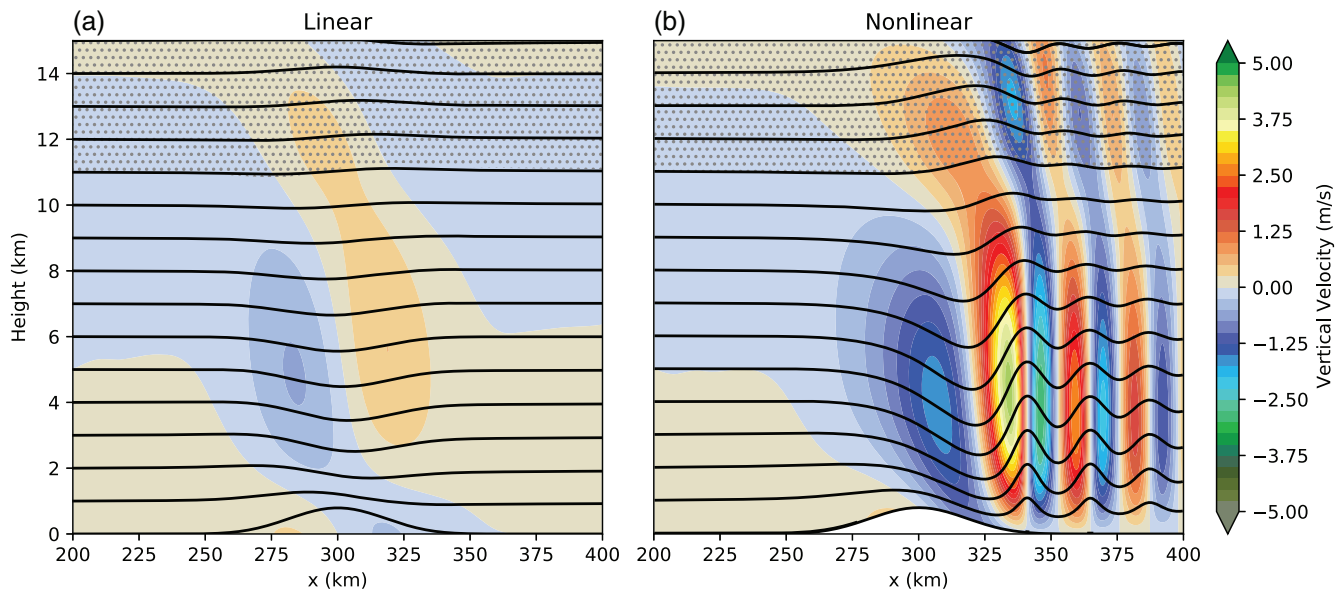 (a) Linear
(b) Nonlinear
Height (km)
14
12
10
8
6
4
2
0
200 225 250 275 300 325 350 375 400
x (km)
200 225 250 275 300 325 350 375 400
x (km)
5.00
3.75
2.50
1.25
0.00
−1.25
−2.50
−3.75
−5.00
Vertical Velocity (m/s)